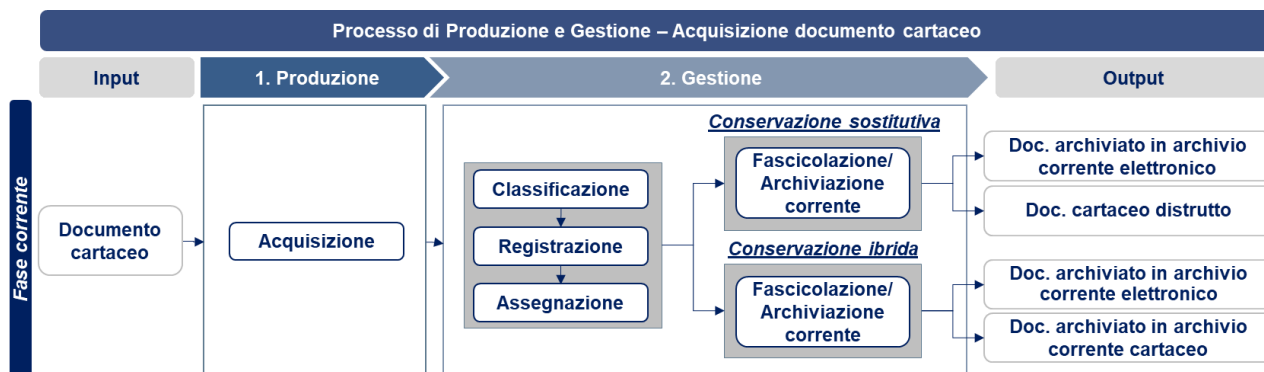 Processo di Produzione e Gestione – Acquisizione documento cartaceo
Input
1. Produzione
2. Gestione
Output
Fase corrente
Documento
cartaceo
Acquisizione
Classificazione
Registrazione
Assegnazione
Conservazione sostitutiva
Fascicolazione/
Archiviazione
corrente
Conservazione ibrida
Fascicolazione/
Archiviazione
corrente
Doc. archiviato in archivio
corrente elettronico
Doc. cartaceo distrutto
Doc. archiviato in archivio
corrente elettronico
Doc. archiviato in archivio
corrente cartaceo